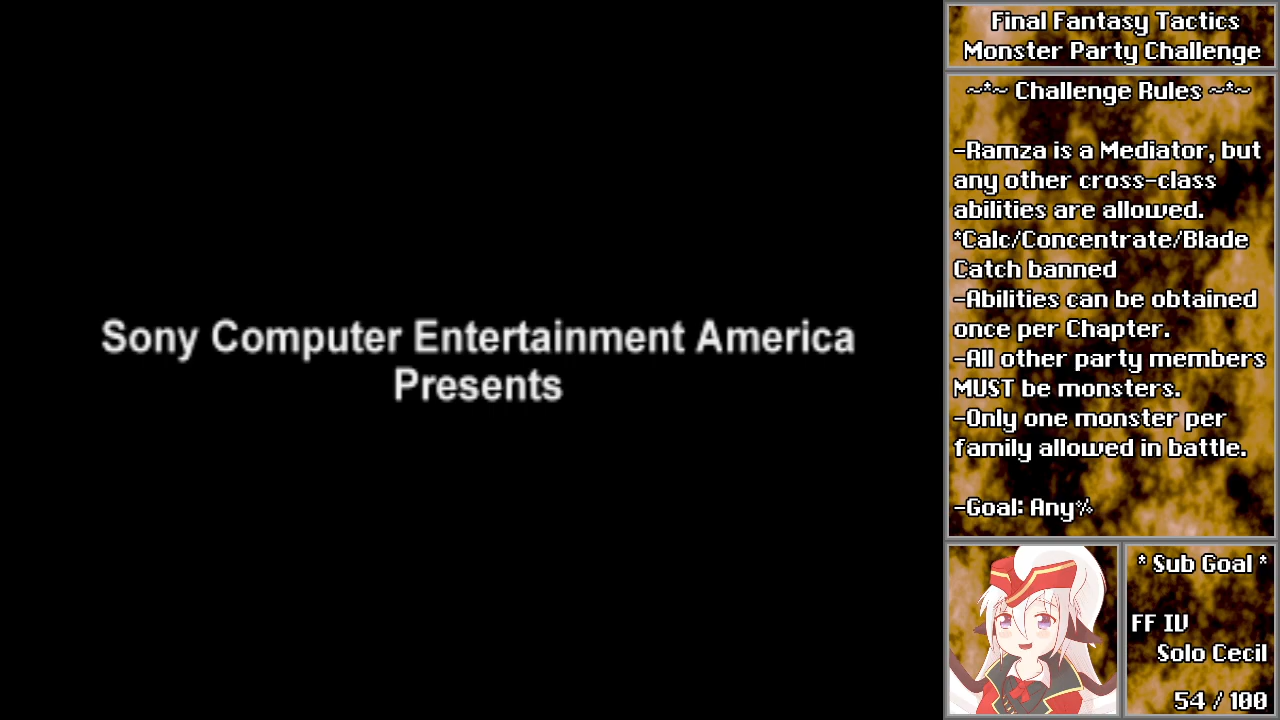 Sony Computer Entertainment America
Presents
Final Fantasy Tactics
Monster Party Challenge
~*~ Challenge Rules ~*~
-Ramza is a Mediator, but
any other cross-class
abilities are allowed.
*Calc/Concentrate/Blade
Catch banned
-Abilities can be obtained
once per Chapter.
-All other party members
MUST be monsters.
-Only one monster per
family allowed in battle.
-Goal: Any%
* Sub Goal *
FF IV
Solo Cecil
54 / 100